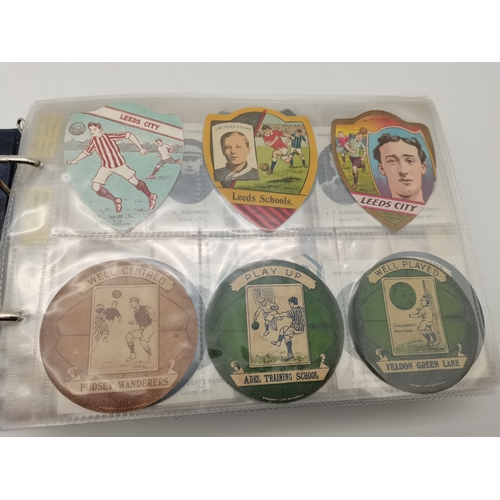 LEEDS CITY
Leeds Schools.
LEEDS CITY
WELL CENTRED
PUDSEY WANDERERS
PLAY UP
ADEL TRAINING SCHOOL
WELL PLAYED
YEADON GREEN LANE